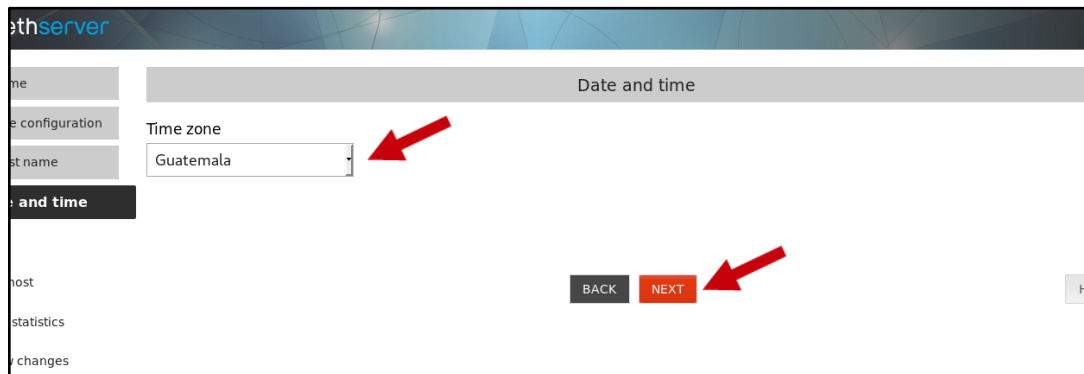 ethserver
me
Date and time
e configuration
Time zone
st name
Guatemala
and time
host
BACK
NEXT
H
statistics
changes